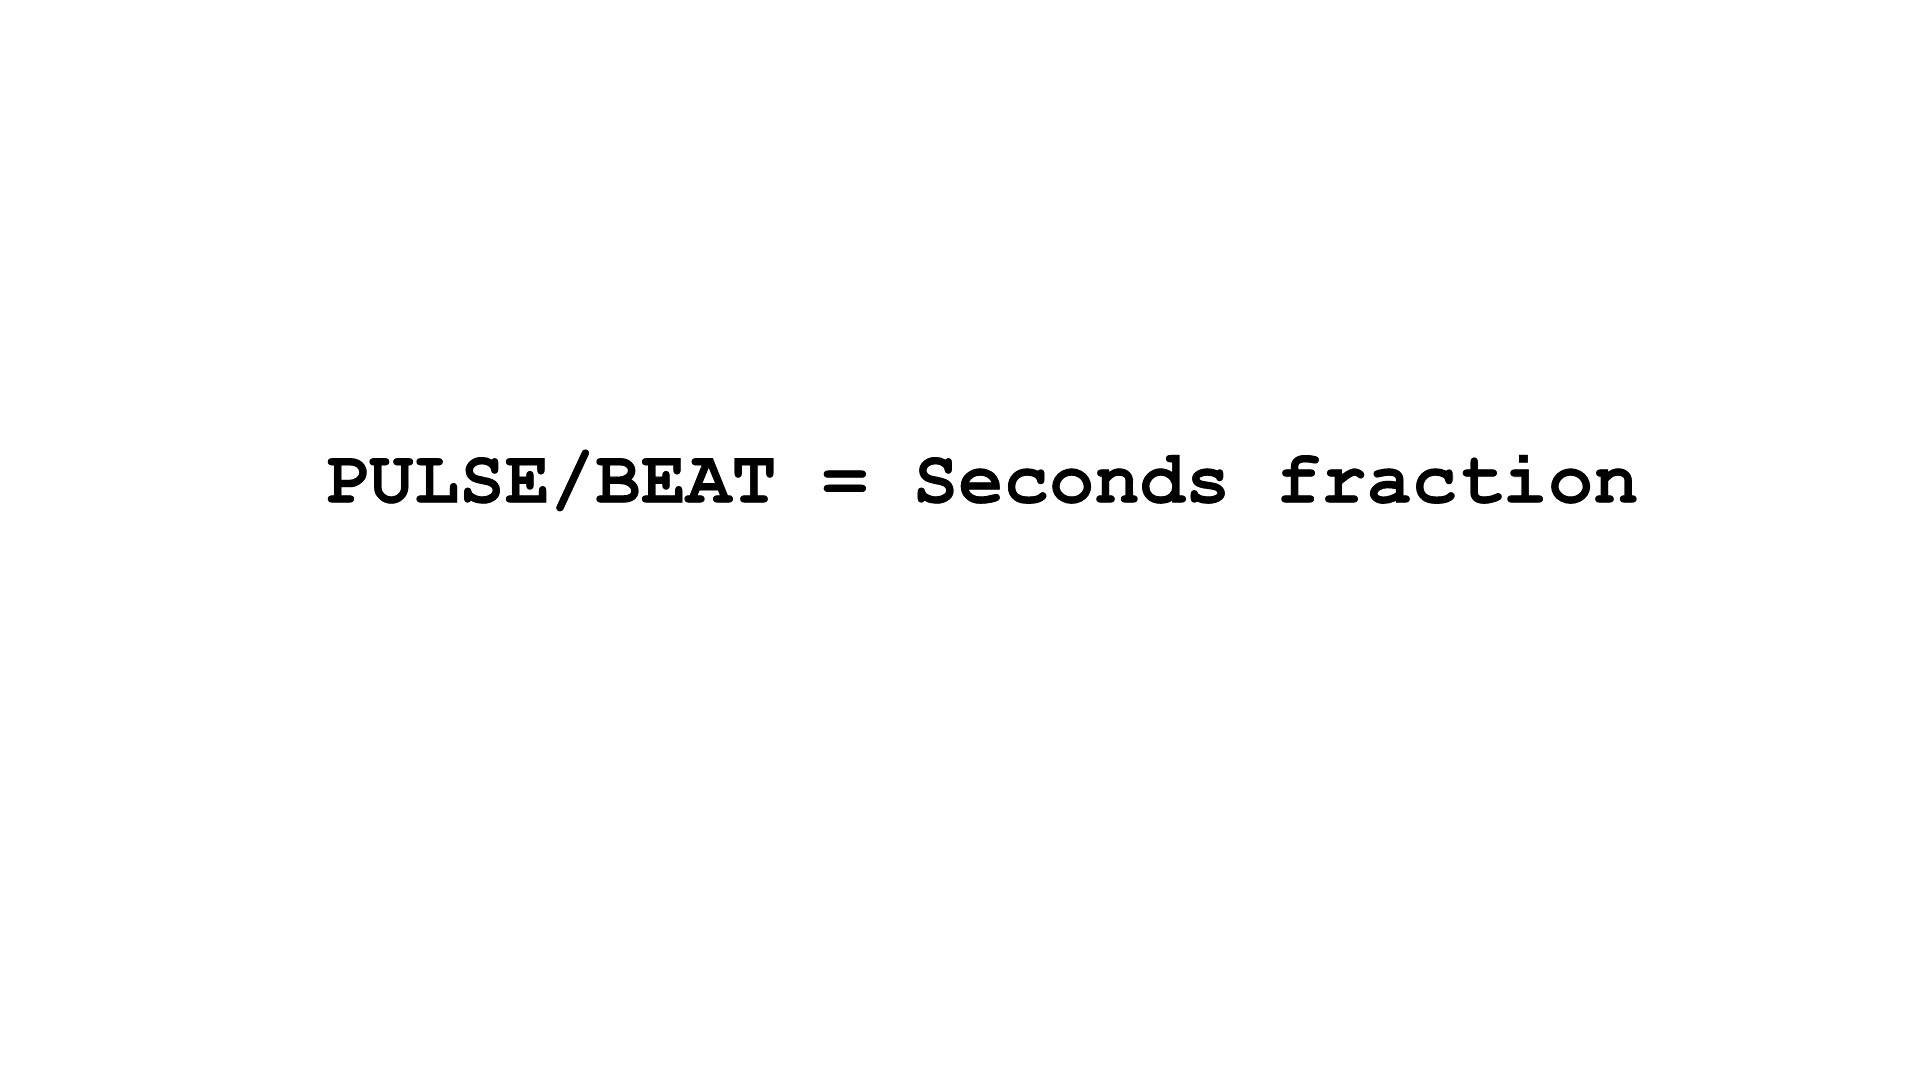 PULSE/BEAT = Seconds fraction